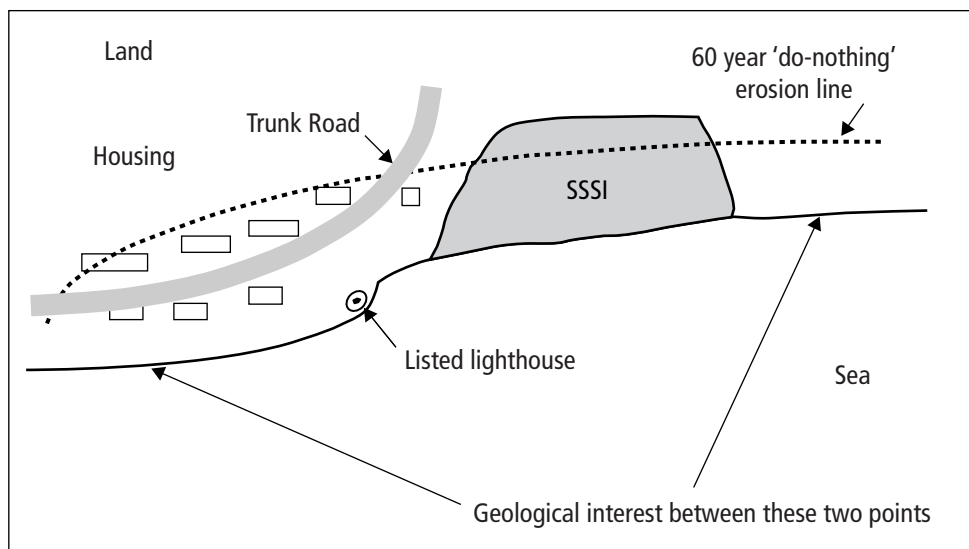 Land
60 year ‘do-nothing’
erosion line
Trunk Road
Housing
SSSI
Listed lighthouse
Sea
Geological interest between these two points